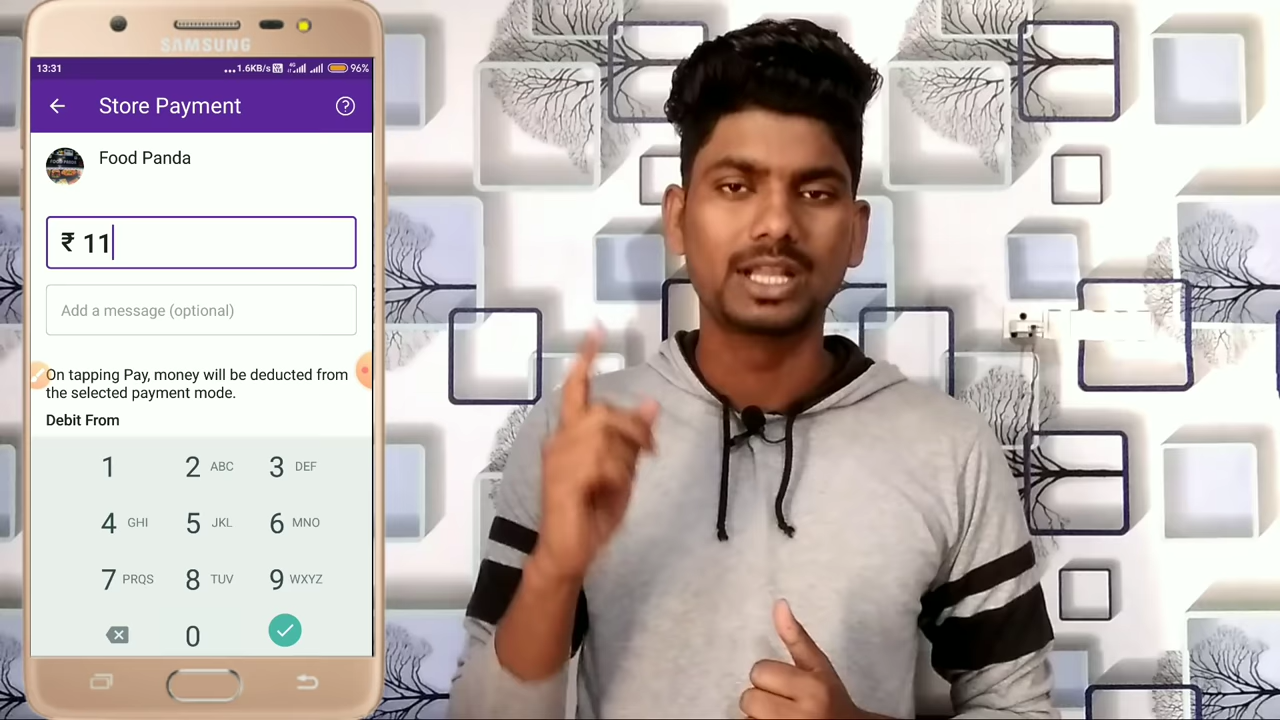 SAMSUNG
13:31
...1.6KB/s 4G 96%
Store Payment
Food Panda
₹ 11
Add a message (optional)
On tapping Pay, money will be deducted from
the selected payment mode.
Debit From
1
2 ABC
3 DEF
4 GHI
5 JKL
6 MNO
7 PRQS
8 TUV
9 WXYZ
0